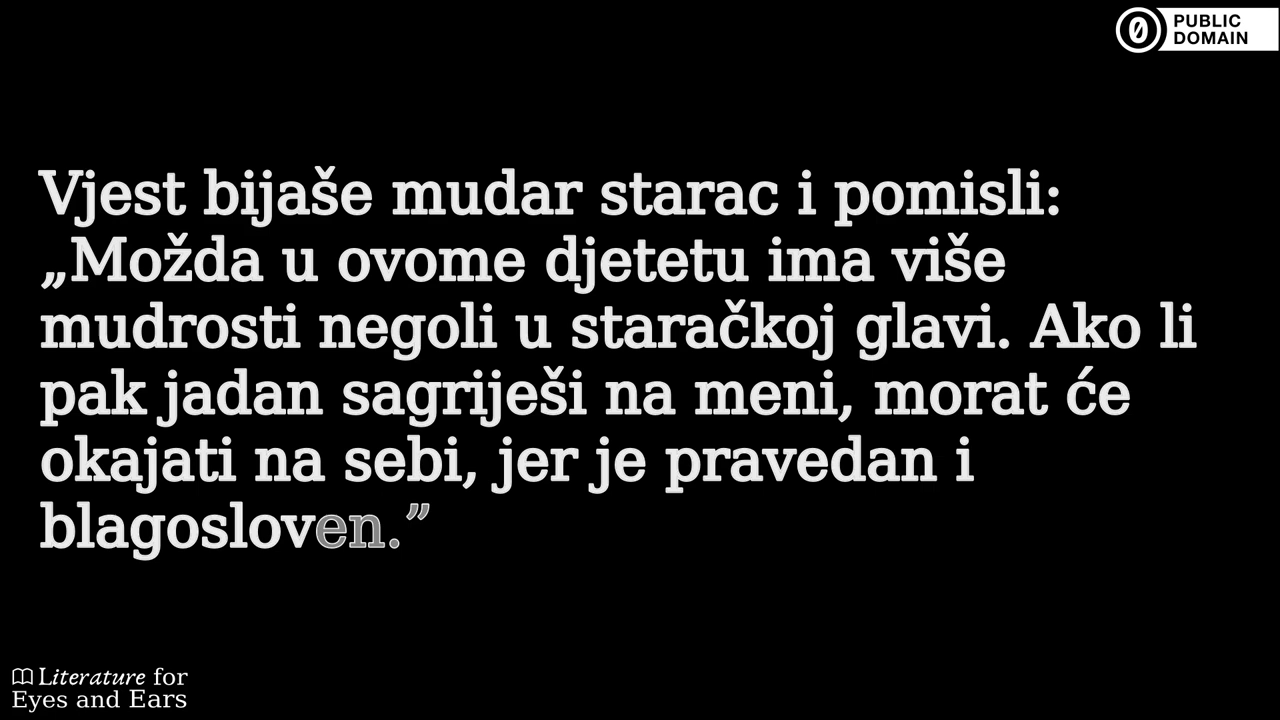 PUBLIC
DOMAIN
Vjest bijaše mudar starac i pomisli:
„Možda u ovome djetetu ima više
mudrosti negoli u staračkoj glavi. Ako li
pak jadan sagriješi na meni, morat će
okajati na sebi, jer je pravedan i
blagosloven.”
Literature for
Eyes and Ears